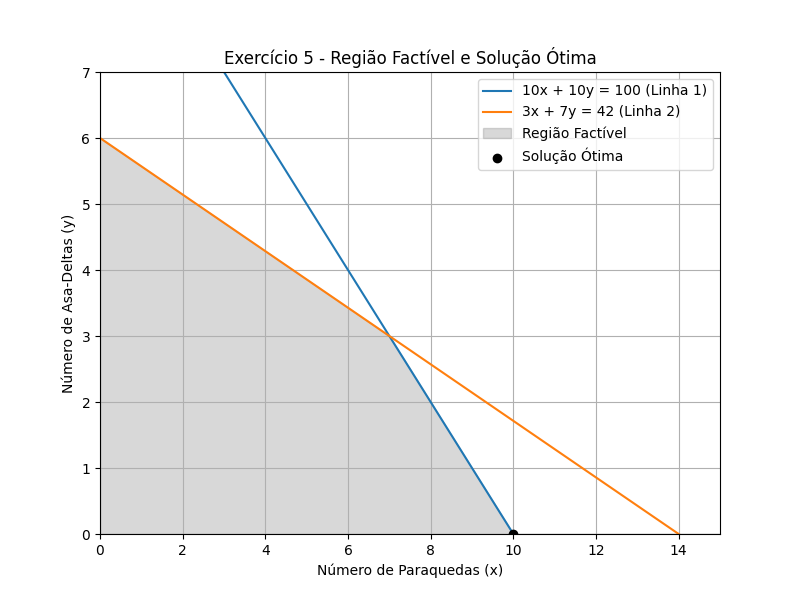 Exercício 5 - Região Factível e Solução Ótima
10x + 10y = 100 (Linha 1)
3x + 7y = 42 (Linha 2)
Região Factível
Solução Ótima
Número de Asa-Deltas (y)
7
6
5
4
3
2
1
0
0 2 4 6 8 10 12 14
Número de Paraquedas (x)